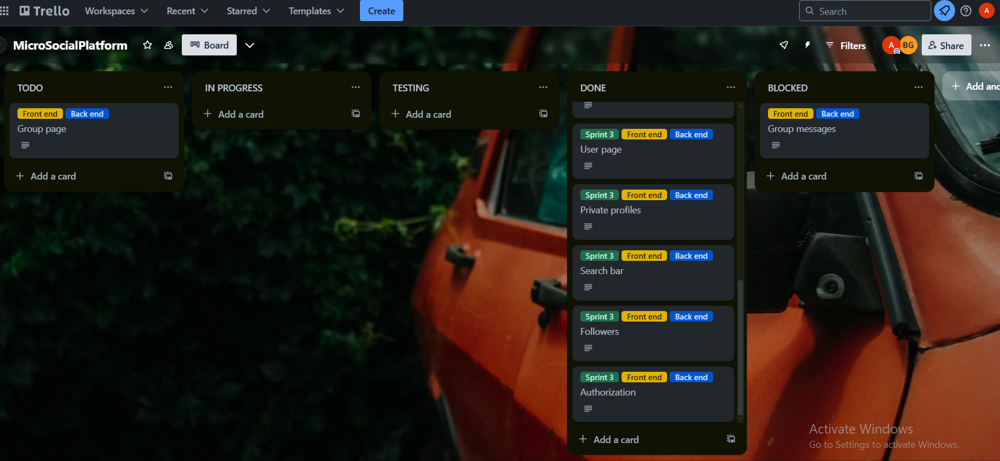 Trello Workspaces Recent Starred Templates Create Search A
MicroSocialPlatform Board Filters A BG Share
TODO
Front end Back end
Group page
Add a card
IN PROGRESS
Add a card
TESTING
Add a card
DONE
Sprint 3 Front end Back end
User page
Sprint 3 Front end Back end
Private profiles
Sprint 3 Front end Back end
Search bar
Sprint 3 Front end Back end
Followers
Sprint 3 Front end Back end
Authorization
Add a card
BLOCKED
Front end Back end
Group messages
Add a card
Add
Activate Windows
Go to Settings to activate Windows.